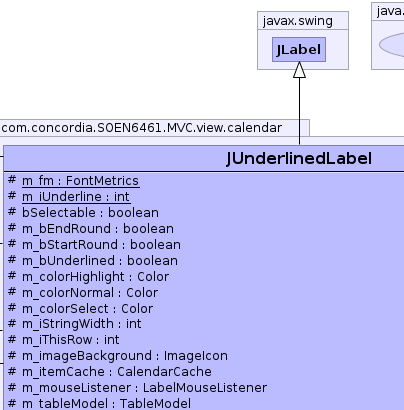 javax.swing
java.
JLabel
com.concordia.SOEN6461.MVC.view.calendar
JUnderlinedLabel
# m_fm : FontMetrics
# m_iUnderline : int
# bSelectable : boolean
# m_bEndRound : boolean
# m_bStartRound : boolean
# m_bUnderlined : boolean
# m_colorHighlight : Color
# m_colorNormal : Color
# m_colorSelect : Color
# m_iStringWidth : int
# m_iThisRow : int
# m_imageBackground : ImageIcon
# m_itemCache : CalendarCache
# m_mouseListener : LabelMouseListener
# m_tableModel : TableModel